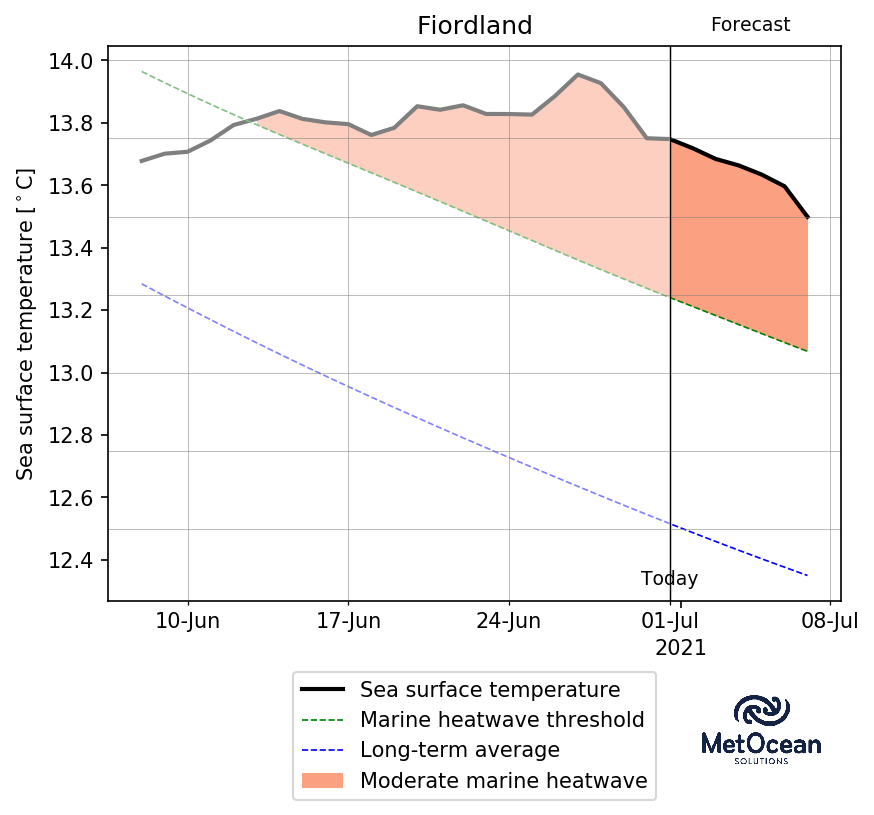 Fiordland
Forecast
Sea surface temperature [°C]
14.0
13.8
13.6
13.4
13.2
13.0
12.8
12.6
12.4
Today
10-Jun
17-Jun
24-Jun
01-Jul
08-Jul
2021
Sea surface temperature
Marine heatwave threshold
Long-term average
Moderate marine heatwave
MetOcean
SOLUTIONS